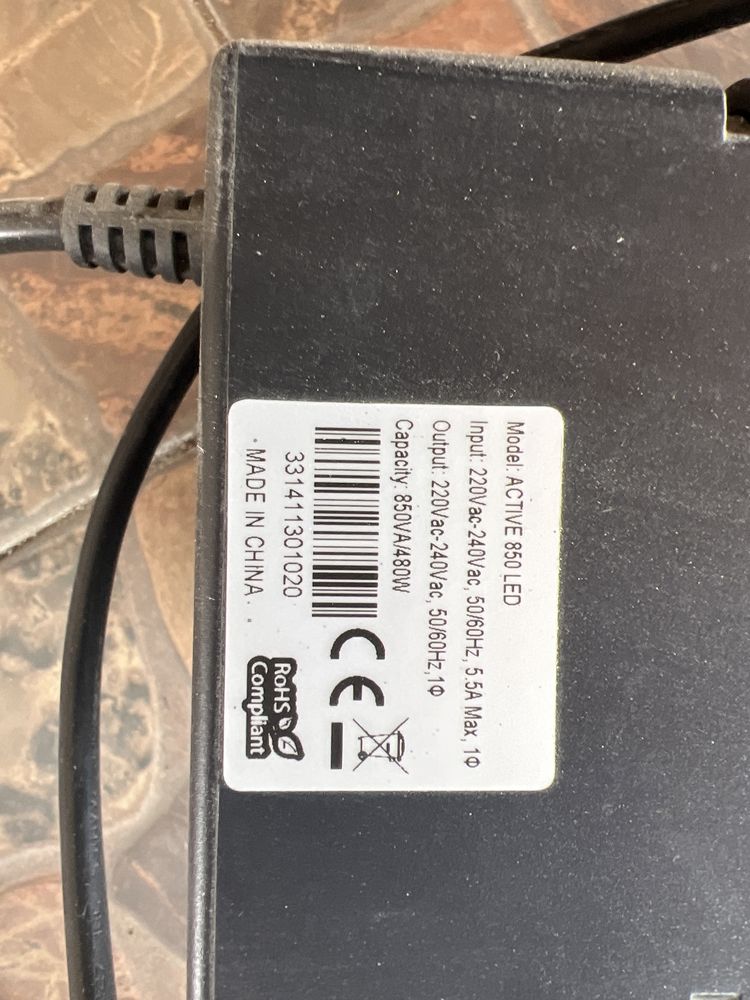 Model: ACTIVE 850 LED
Input: 220Vac-240Vac, 50/60Hz, 5.5A Max, 1Φ
Output: 220Vac-240Vac, 50/60Hz,1Φ
Capacity: 850VA/480W
331411301020
. MADE IN CHINA . .
CE
RoHS
Compliant